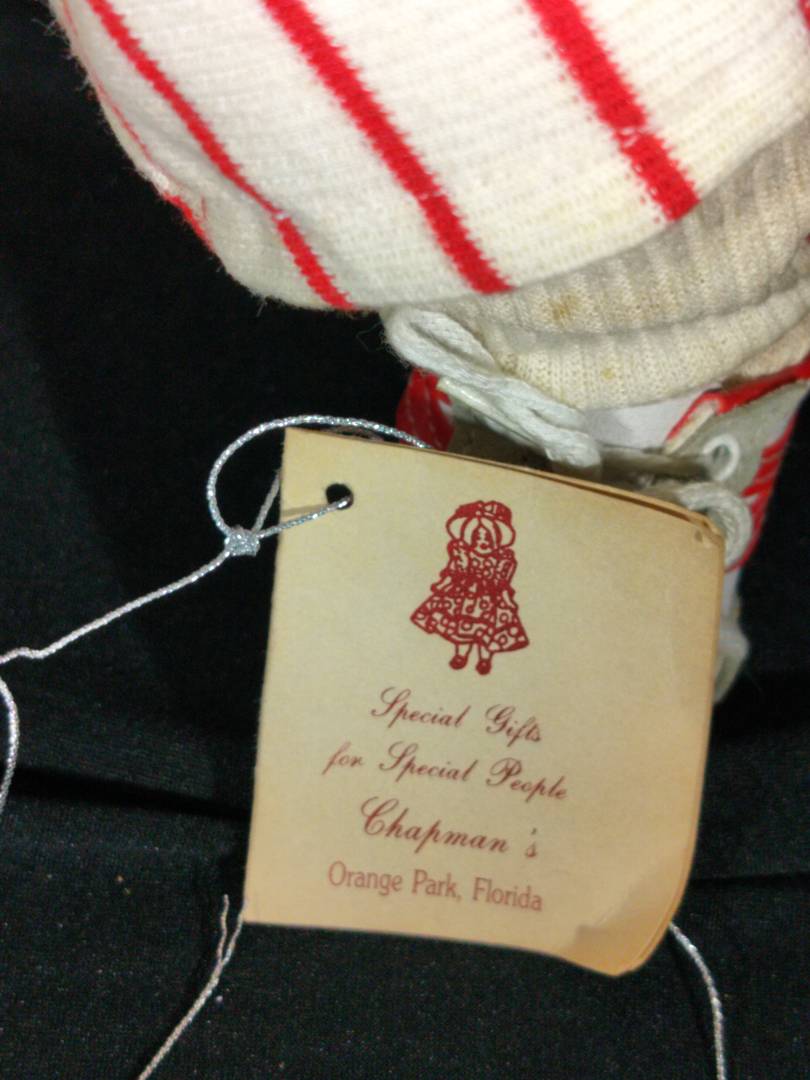 Special Gifts
for Special People
Chapman's
Orange Park, Florida